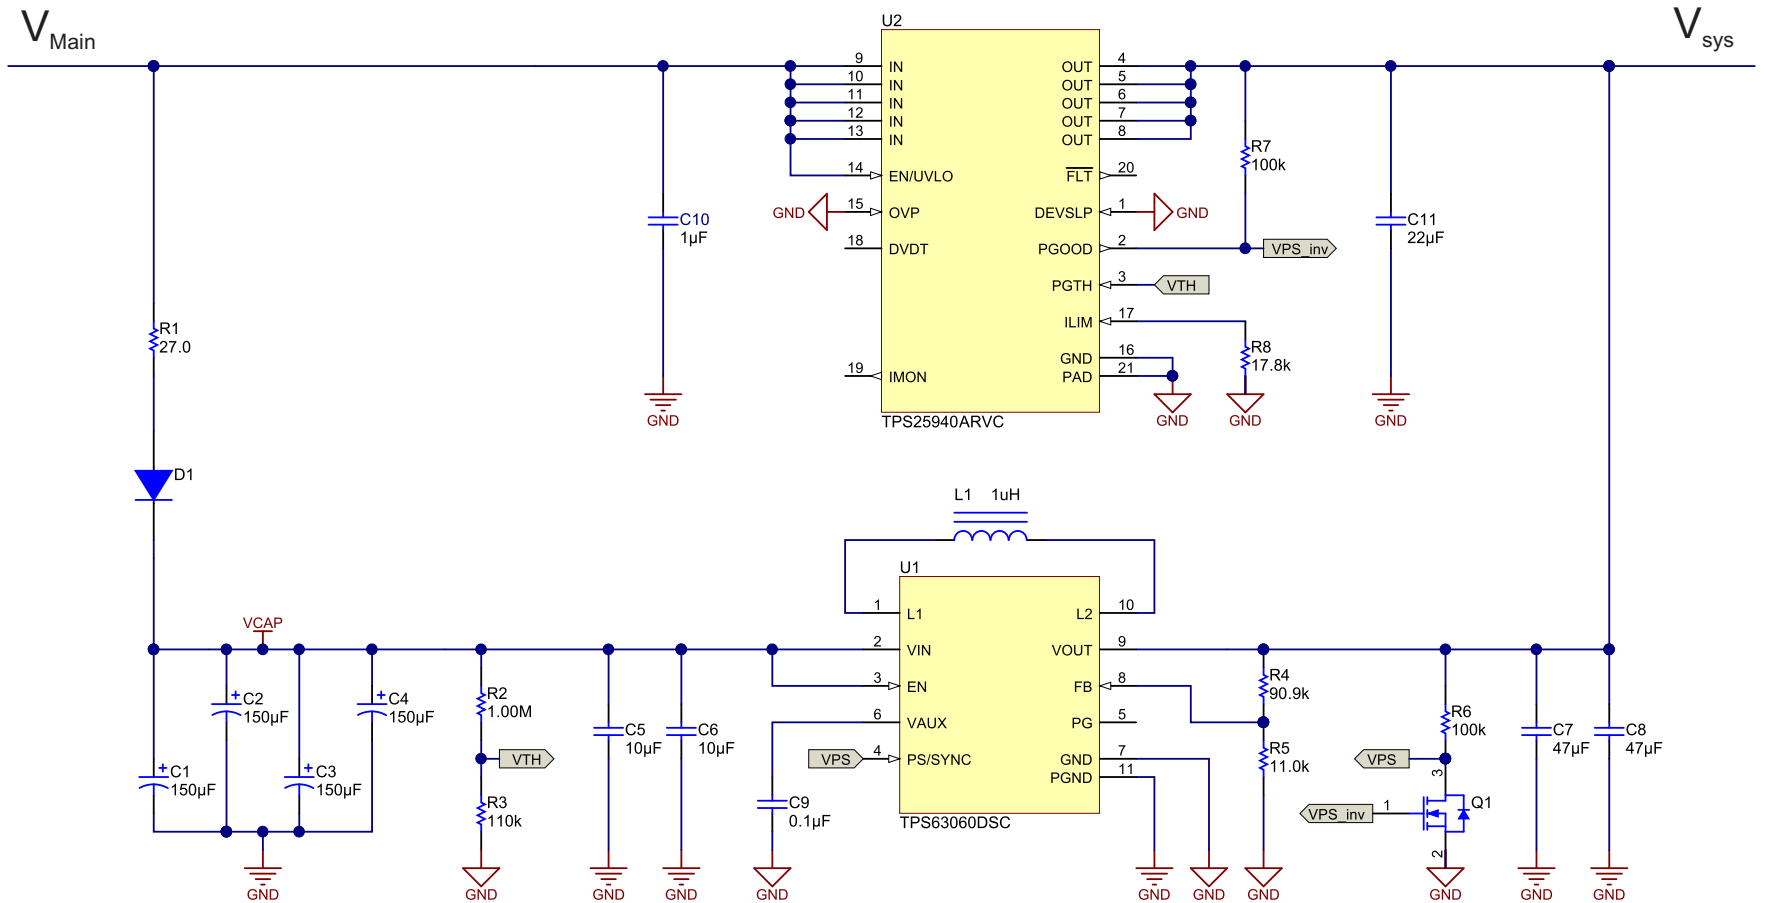 VMain
Vsys
U2
9 IN
10 IN
11 IN
12 IN
13 IN
14 EN/UVLO
GND 15 OVP
18 DVDT
19 IMON
OUT 4
OUT 5
OUT 6
OUT 7
OUT 8
FLT 20
DEVSLP 1 GND
PGOOD 2 VPS_inv
PGTH 3 VTH
ILIM 17
GND 16
PAD 21
TPS25940ARVC
R7
100k
R8
17.8k
GND
GND
C10
1µF
GND
C11
22µF
GND
R1
27.0
D1
L1 1uH
U1
1 L1
2 VIN
3 EN
6 VAUX
VPS 4 PS/SYNC
L2 10
VOUT 9
FB 8
PG 5
GND 7
PGND 11
TPS63060DSC
VCAP
C1
150µF
C2
150µF
C3
150µF
C4
150µF
GND
R2
1.00M
VTH
R3
110k
GND
C5
10µF
GND
C6
10µF
GND
C9
0.1µF
GND
GND
GND
R4
90.9k
R5
11.0k
GND
R6
100k
VPS
3
VPS_inv 1
Q1
2
GND
C7
47µF
GND
C8
47µF
GND